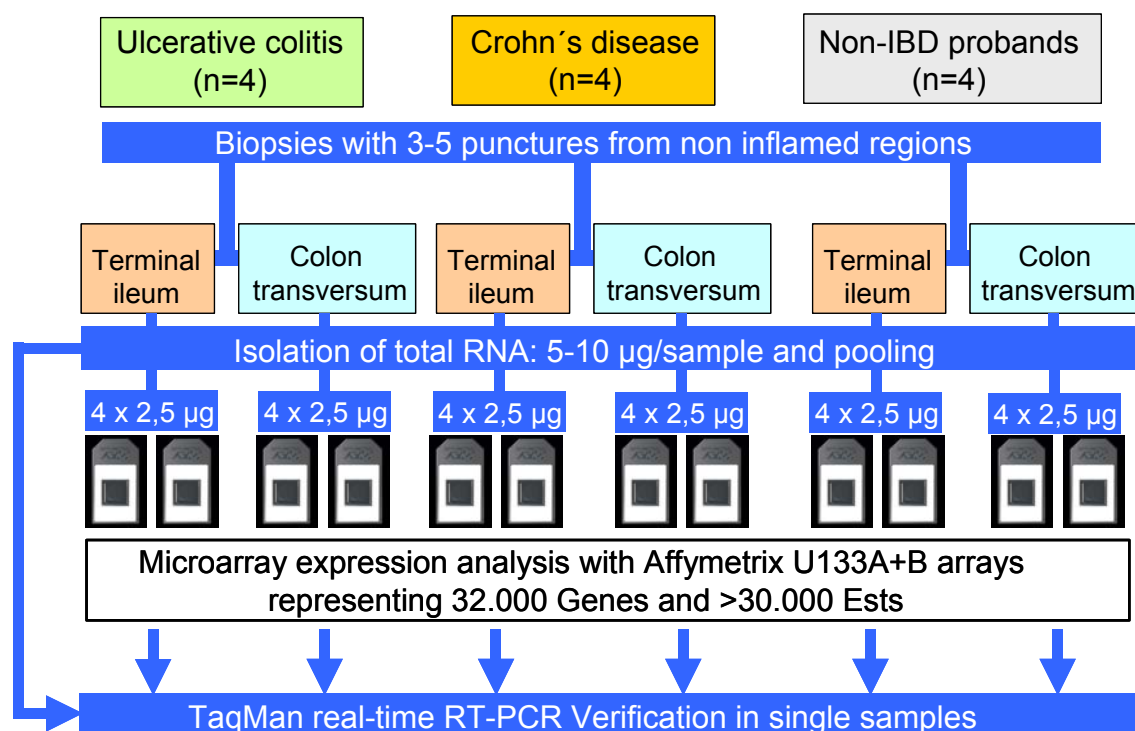 Ulcerative colitis
(n=4)
Crohn´s disease
(n=4)
Non-IBD probands
(n=4)
Biopsies with 3-5 punctures from non inflamed regions
Terminal
ileum
Colon
transversum
Terminal
ileum
Colon
transversum
Terminal
ileum
Colon
transversum
Isolation of total RNA: 5-10 µg/sample and pooling
4 x 2,5 µg
4 x 2,5 µg
4 x 2,5 µg
4 x 2,5 µg
4 x 2,5 µg
4 x 2,5 µg
Microarray expression analysis with Affymetrix U133A+B arrays
representing 32.000 Genes and >30.000 Ests
TaqMan real-time RT-PCR Verification in single samples